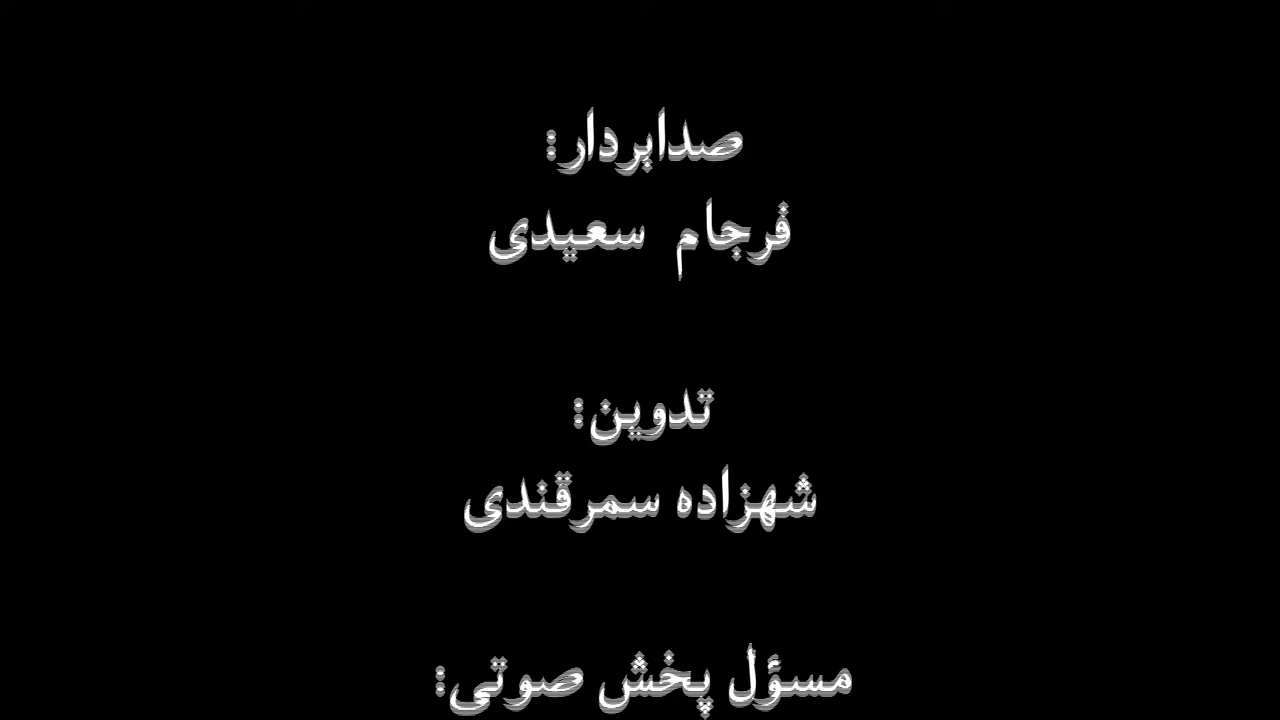 صدابردار:
فرجام سعیدی
تدوین:
شهزاده سمرقندی
مسؤل پخش صوتی: